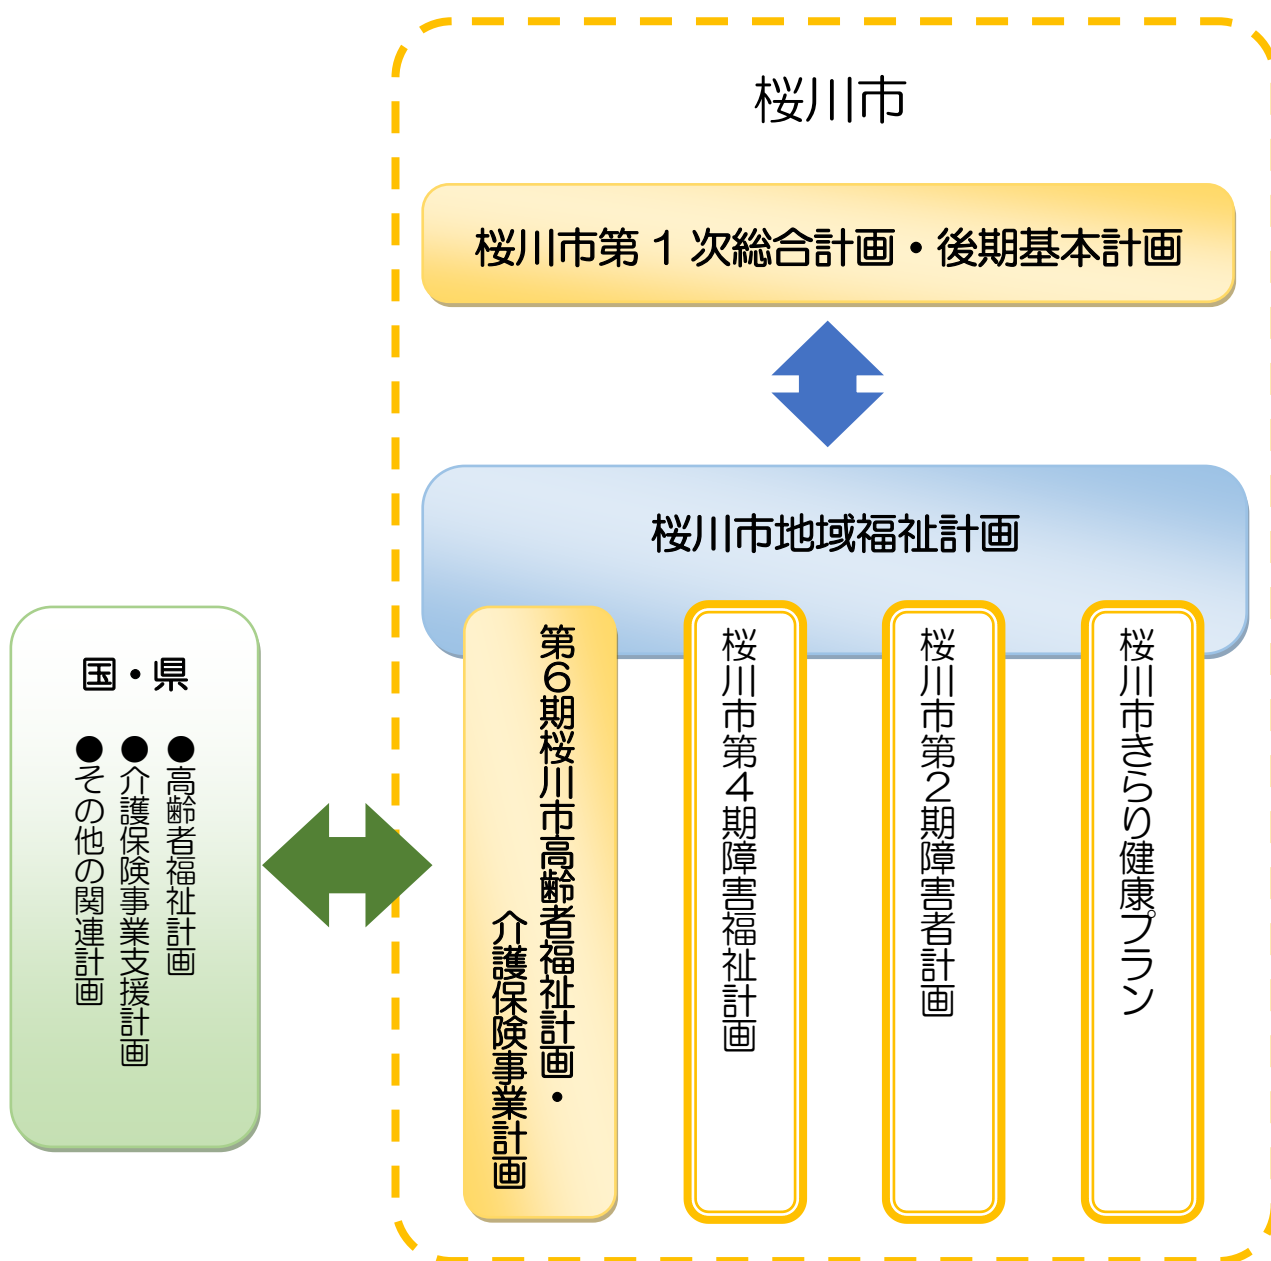 桜川市
桜川市第 1 次総合計画・後期基本計画
桜川市地域福祉計画
国・県
●高齢者福祉計画
●介護保険事業支援計画
●その他の関連計画
第6期桜川市高齢者福祉計画・
介護保険事業計画
桜川市第4期障害福祉計画
桜川市第2期障害者計画
桜川市きらり健康プラン